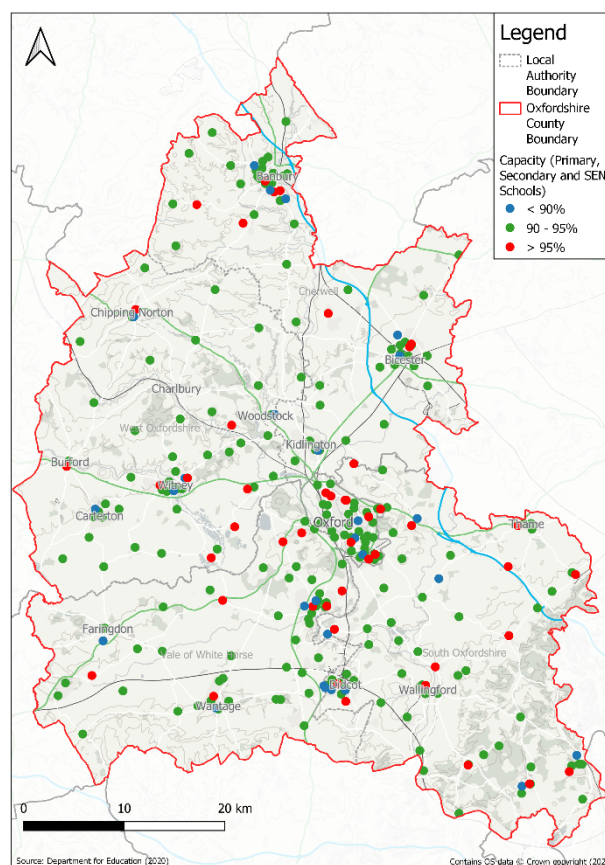 Legend
Local
Authority
Boundary
Oxfordshire
County
Boundary
Capacity (Primary,
Secondary and SEN
Schools)
< 90%
90 - 95%
> 95%
Banbury
Cherwell
Chipping Norton
Bicester
Charlbury
Woodstock
West Oxfordshire
Kidlington
Burford
Witney
Carterton
Oxford
Thame
Faringdon
Vale of White Horse
South Oxfordshire
Didcot
Wallingford
Wantage
0 10 20 km
Source: Department for Education (2020)
Contains OS data © Crown copyright (202